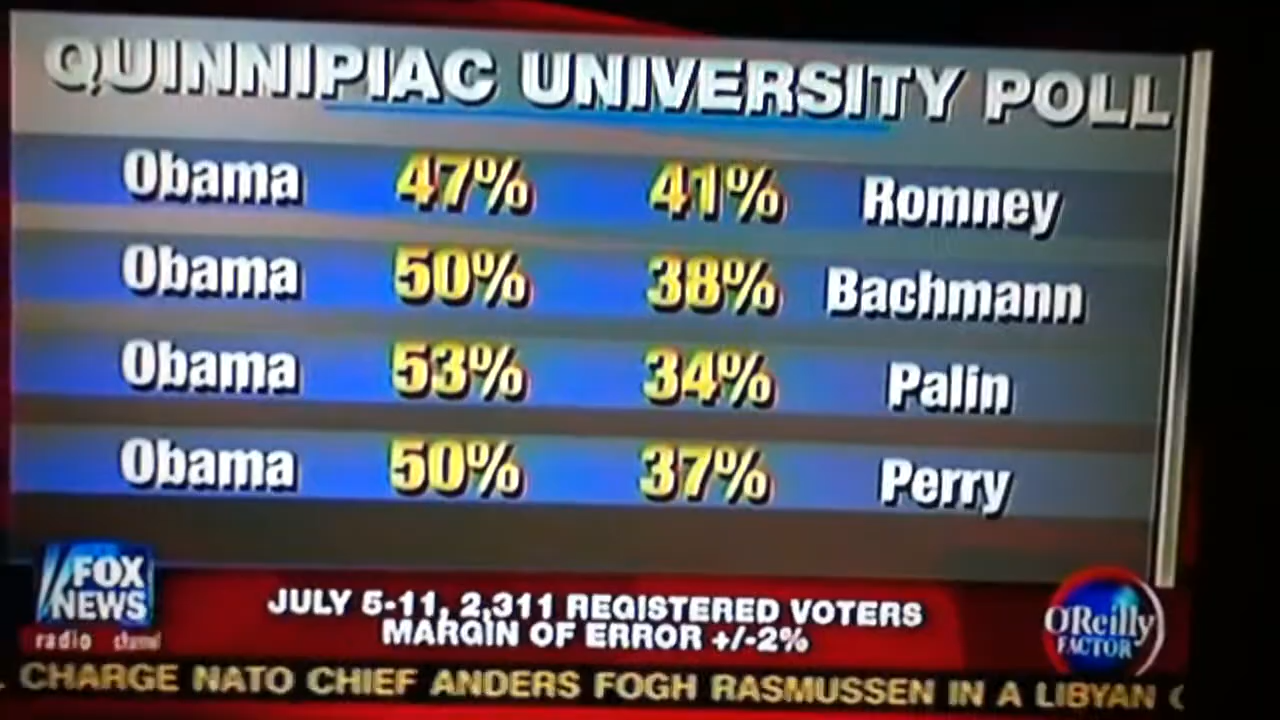 QUINNIPIAC UNIVERSITY POLL
Obama 47% 41% Romney
Obama 50% 38% Bachmann
Obama 53% 34% Palin
Obama 50% 37% Perry
FOX
NEWS
radio
JULY 5-11, 2,311 REGISTERED VOTERS
MARGIN OF ERROR +/-2%
O'Reilly
FACTOR
CHARGE NATO CHIEF ANDERS FOGH RASMUSSEN IN A LIBYAN